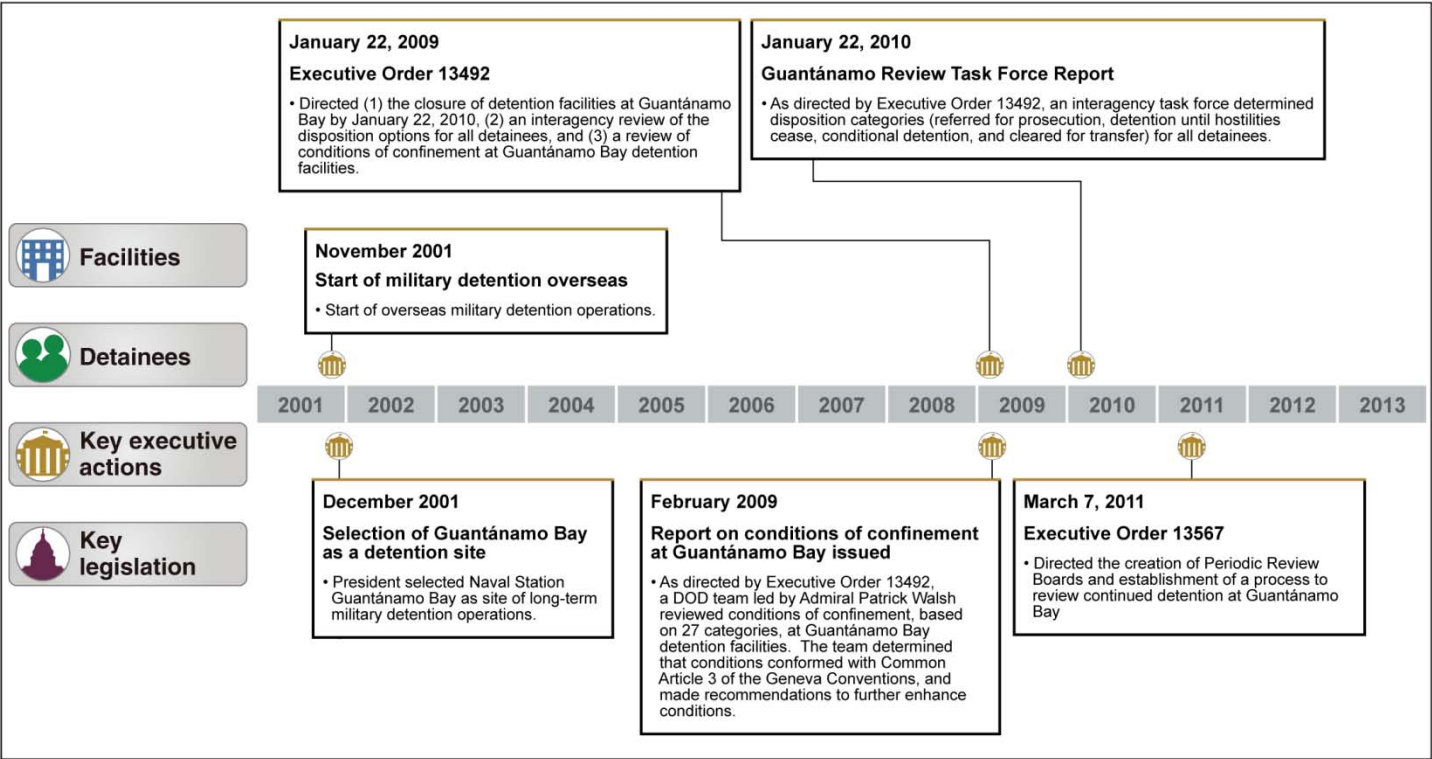 January 22, 2009
Executive Order 13492
• Directed (1) the closure of detention facilities at Guantánamo
Bay by January 22, 2010, (2) an interagency review of the
disposition options for all detainees, and (3) a review of
conditions of confinement at Guantánamo Bay detention
facilities.
January 22, 2010
Guantánamo Review Task Force Report
• As directed by Executive Order 13492, an interagency task force determined
disposition categories (referred for prosecution, detention until hostilities
cease, conditional detention, and cleared for transfer) for all detainees.
Facilities
Detainees
Key executive
actions
Key
legislation
November 2001
Start of military detention overseas
• Start of overseas military detention operations.
2001 2002 2003 2004 2005 2006 2007 2008 2009 2010 2011 2012 2013
December 2001
Selection of Guantánamo Bay
as a detention site
• President selected Naval Station
Guantánamo Bay as site of long-term
military detention operations.
February 2009
Report on conditions of confinement
at Guantánamo Bay issued
• As directed by Executive Order 13492,
a DOD team led by Admiral Patrick Walsh
reviewed conditions of confinement, based
on 27 categories, at Guantánamo Bay
detention facilities. The team determined
that conditions conformed with Common
Article 3 of the Geneva Conventions, and
made recommendations to further enhance
conditions.
March 7, 2011
Executive Order 13567
• Directed the creation of Periodic Review
Boards and establishment of a process to
review continued detention at Guantánamo
Bay